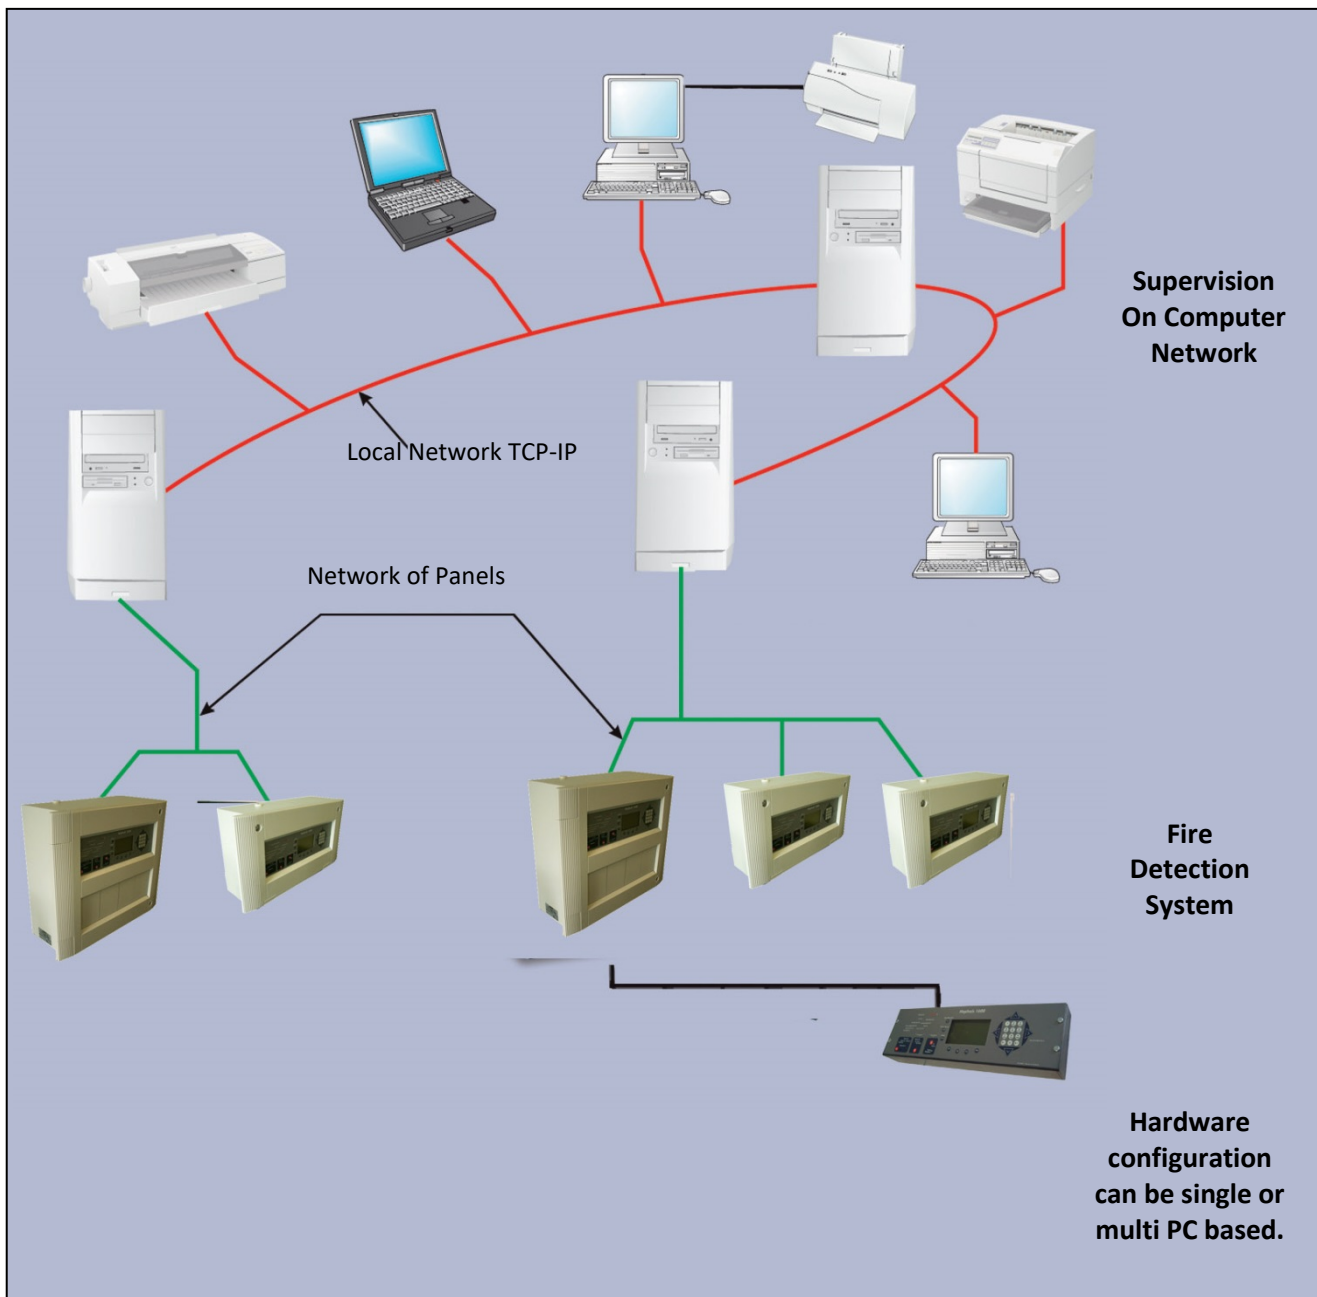 Supervision
On Computer
Network
Local Network TCP-IP
Network of Panels
Fire
Detection
System
Hardware
configuration
can be single or
multi PC based.